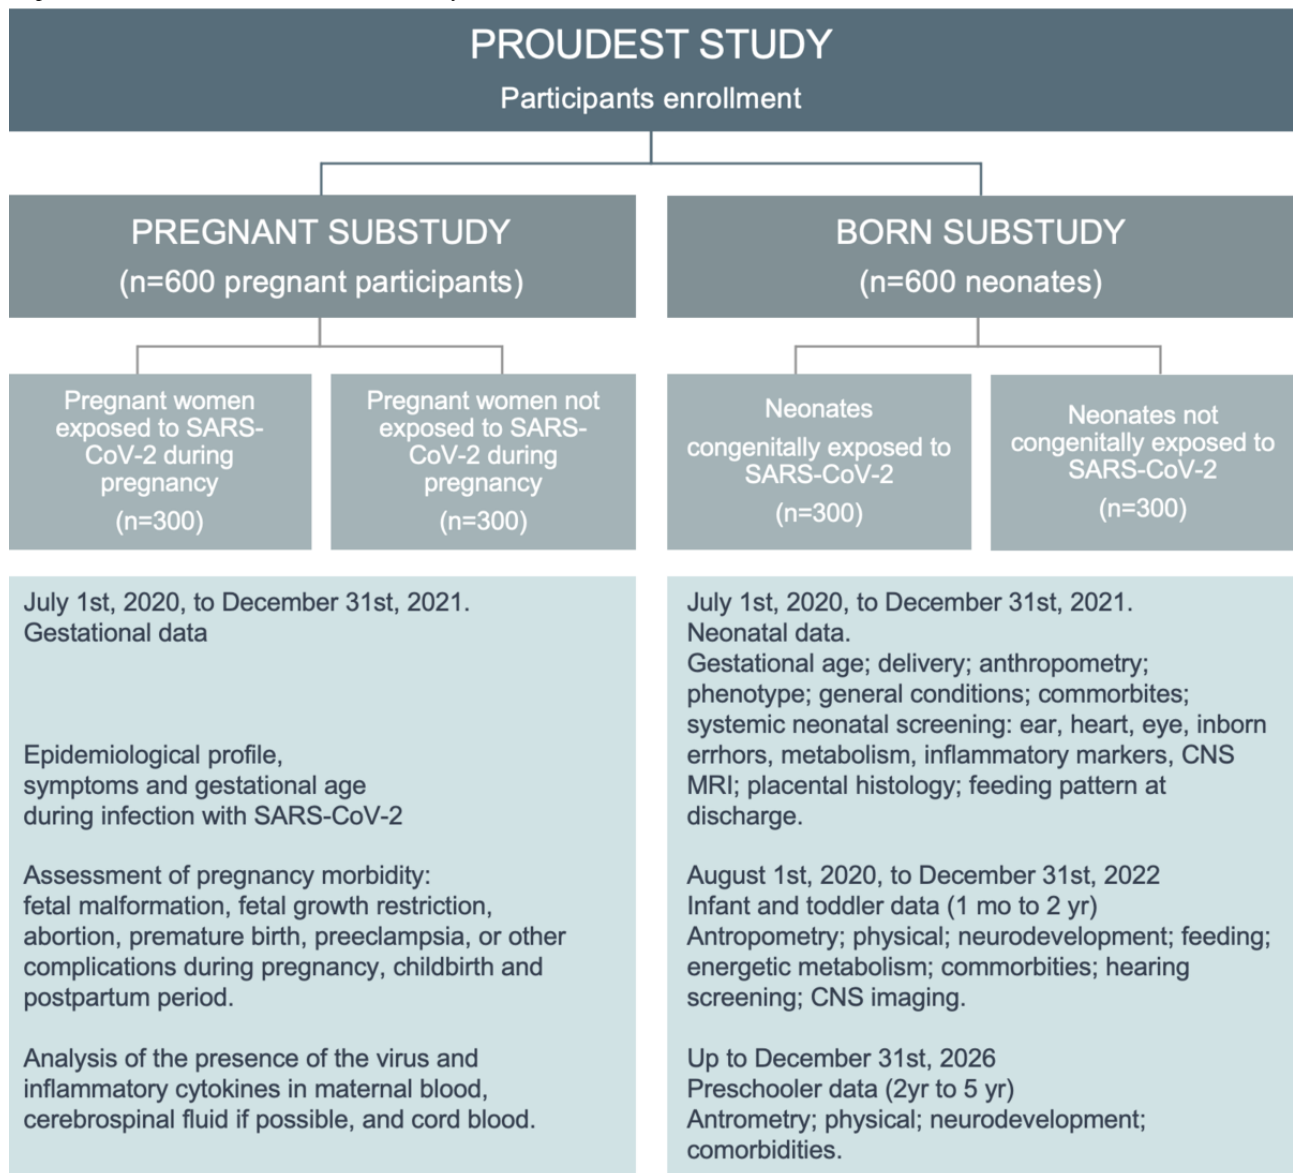 PROUDEST STUDY
Participants enrollment
PREGNANT SUBSTUDY
(n=600 pregnant participants)
BORN SUBSTUDY
(n=600 neonates)
Pregnant women
exposed to SARS-
CoV-2 during
pregnancy
(n=300)
Pregnant women not
exposed to SARS-
CoV-2 during
pregnancy
(n=300)
Neonates
congenitally exposed to
SARS-CoV-2
(n=300)
Neonates not
congenitally exposed to
SARS-CoV-2
(n=300)
July 1st, 2020, to December 31st, 2021.
Gestational data
Epidemiological profile,
symptoms and gestational age
during infection with SARS-CoV-2
Assessment of pregnancy morbidity:
fetal malformation, fetal growth restriction,
abortion, premature birth, preeclampsia, or other
complications during pregnancy, childbirth and
postpartum period.
Analysis of the presence of the virus and
inflammatory cytokines in maternal blood,
cerebrospinal fluid if possible, and cord blood.
July 1st, 2020, to December 31st, 2021.
Neonatal data.
Gestational age; delivery; anthropometry;
phenotype; general conditions; commorbites;
systemic neonatal screening: ear, heart, eye, inborn
errhors, metabolism, inflammatory markers, CNS
MRI; placental histology; feeding pattern at
discharge.
August 1st, 2020, to December 31st, 2022
Infant and toddler data (1 mo to 2 yr)
Antropometry; physical; neurodevelopment; feeding;
energetic metabolism; commorbities; hearing
screening; CNS imaging.
Up to December 31st, 2026
Preschooler data (2yr to 5 yr)
Antrometry; physical; neurodevelopment;
comorbidities.